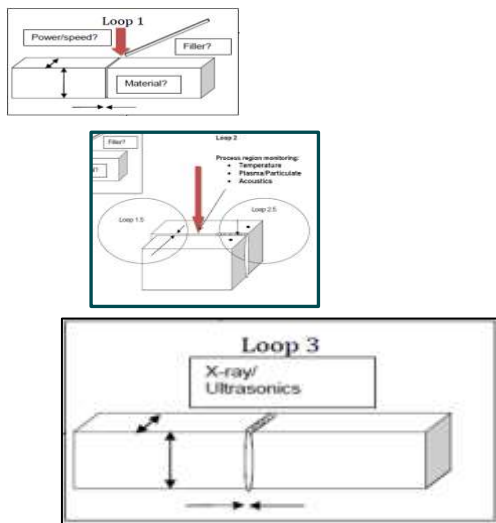 Loop 1
Power/speed?
Filler?
Material?
Filler?
Loop 2
Process region monitoring:
• Temperature
• Plasma/Particulate
• Acoustics
Loop 1.5
Loop 2.5
Loop 3
X-ray/
Ultrasonics